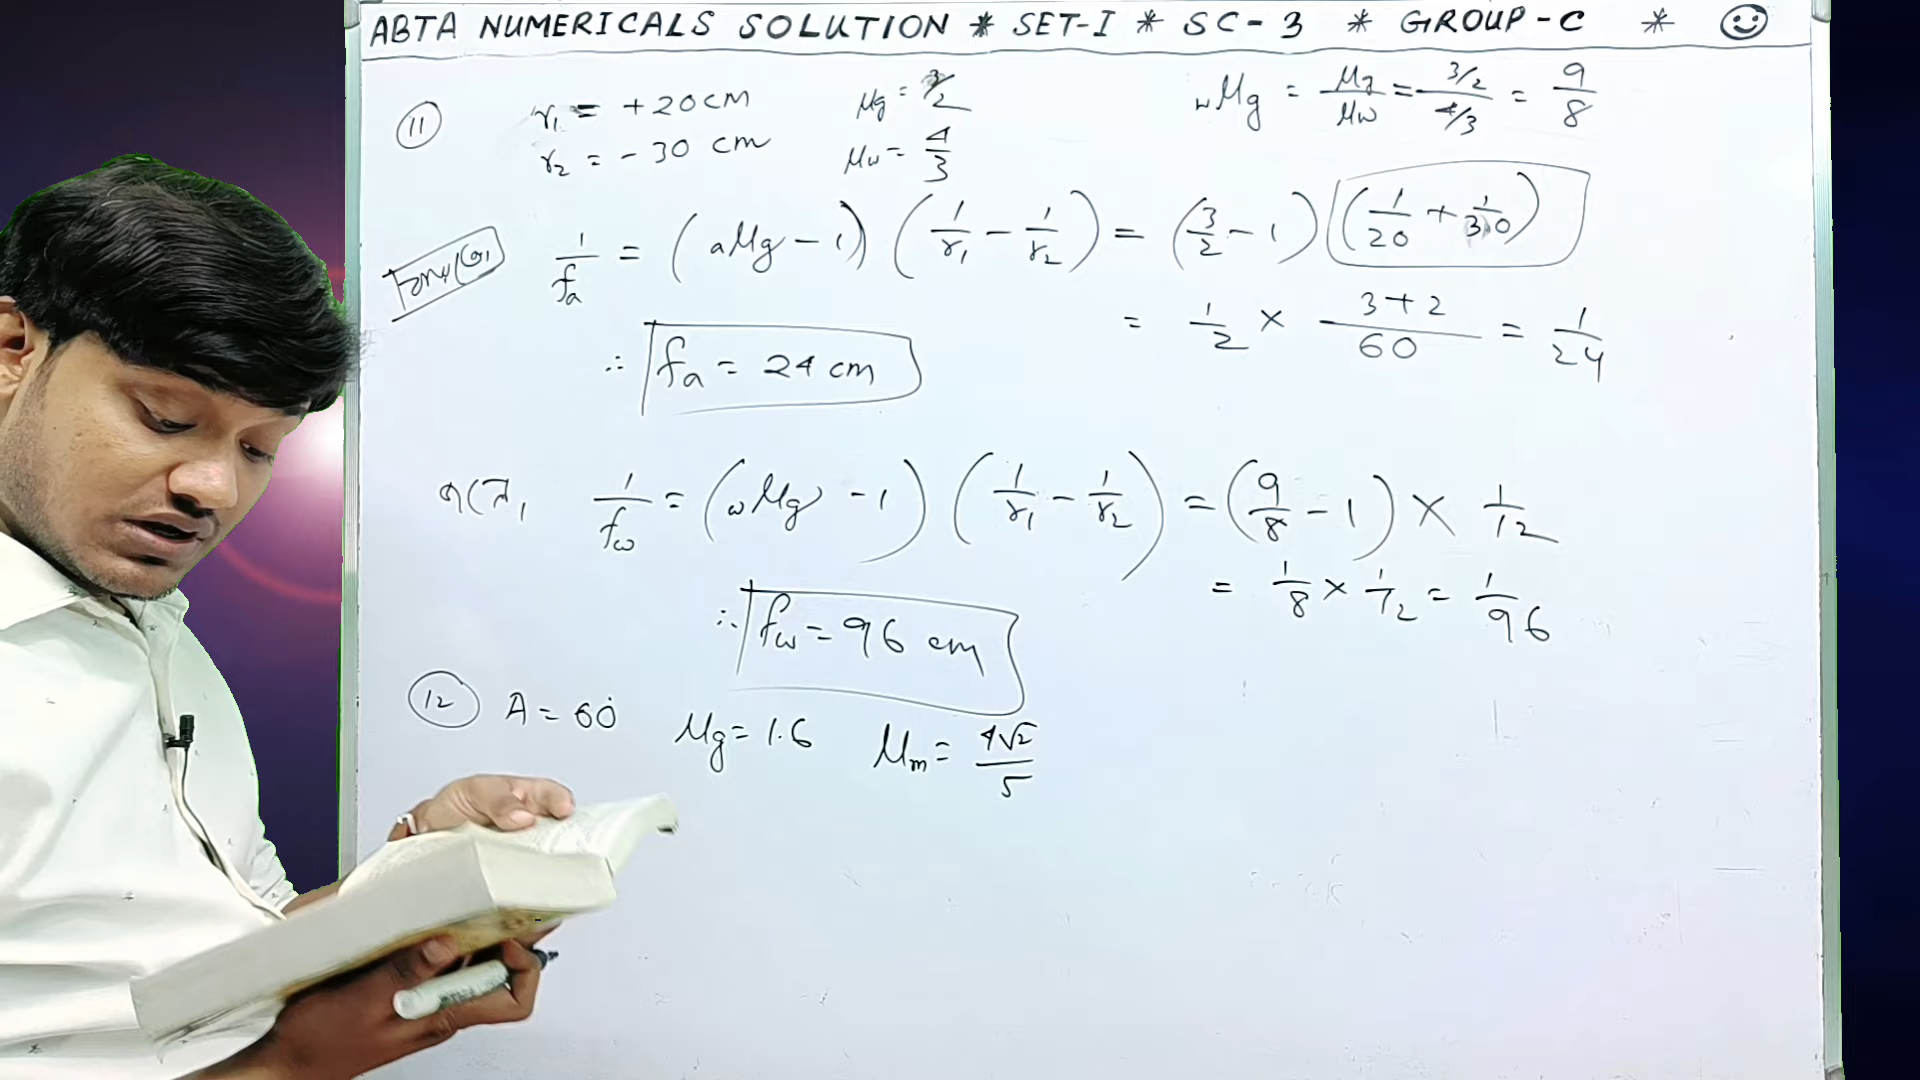 ABTA NUMERICALS SOLUTION * SET-I * SC-3 * GROUP-C * ☺
(11) r₁ = +20 cm μg = 3/2 wμg = μg/μw = (3/2)/(4/3) = 9/8
r₂ = -30 cm μw = 4/3
1/fa = (aμg - 1) (1/r₁ - 1/r₂) = (3/2 - 1) (1/20 + 1/30)
= 1/2 × (3+2)/60 = 1/24
∴ fa = 24 cm
1/fw = (wμg - 1) (1/r₁ - 1/r₂) = (9/8 - 1) × 1/12
= 1/8 × 1/12 = 1/96
∴ fw = 96 cm
(12) A = 60° μg = 1.6 μm = 4√2/5